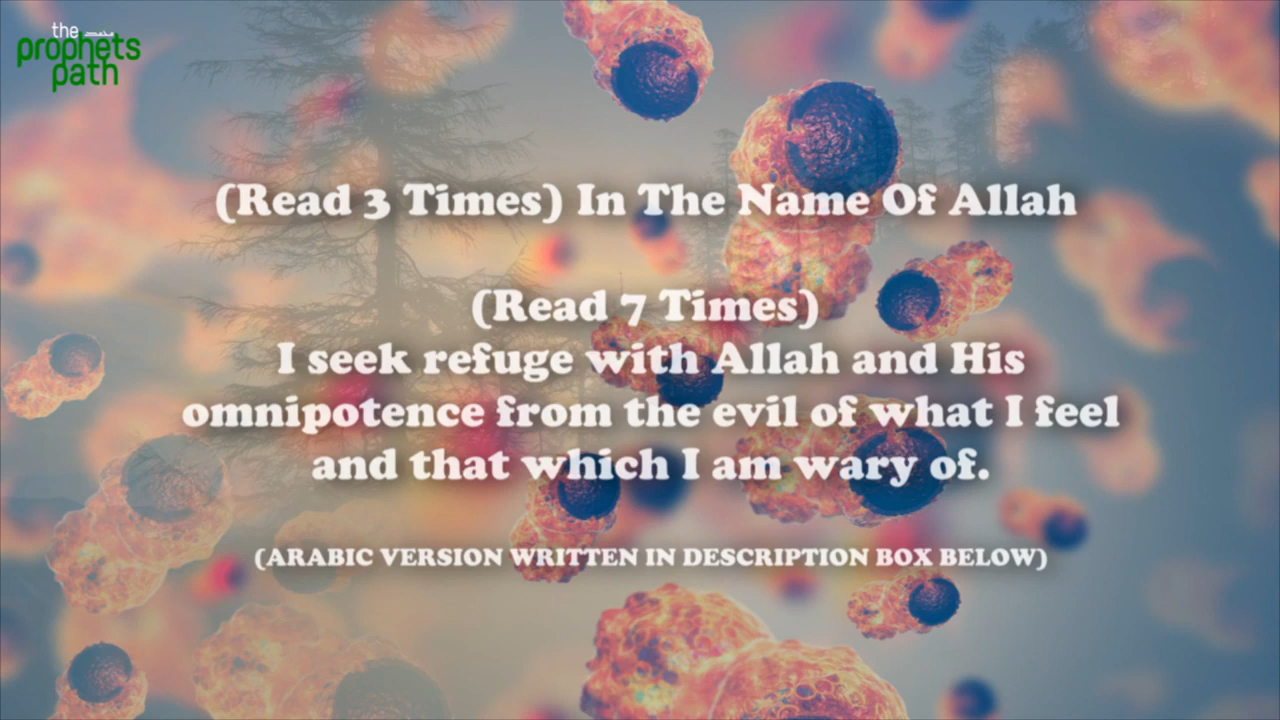 the
prophets
path
(Read 3 Times) In The Name Of Allah
(Read 7 Times)
I seek refuge with Allah and His
omnipotence from the evil of what I feel
and that which I am wary of.
(ARABIC VERSION WRITTEN IN DESCRIPTION BOX BELOW)